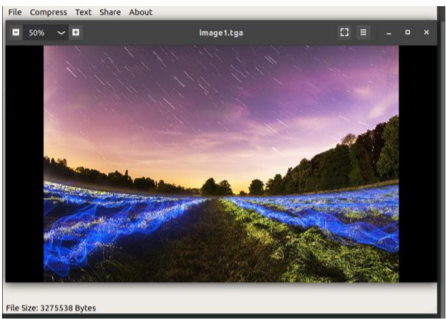 File Compress Text Share About
50% image1.tga
File Size: 3275538 Bytes